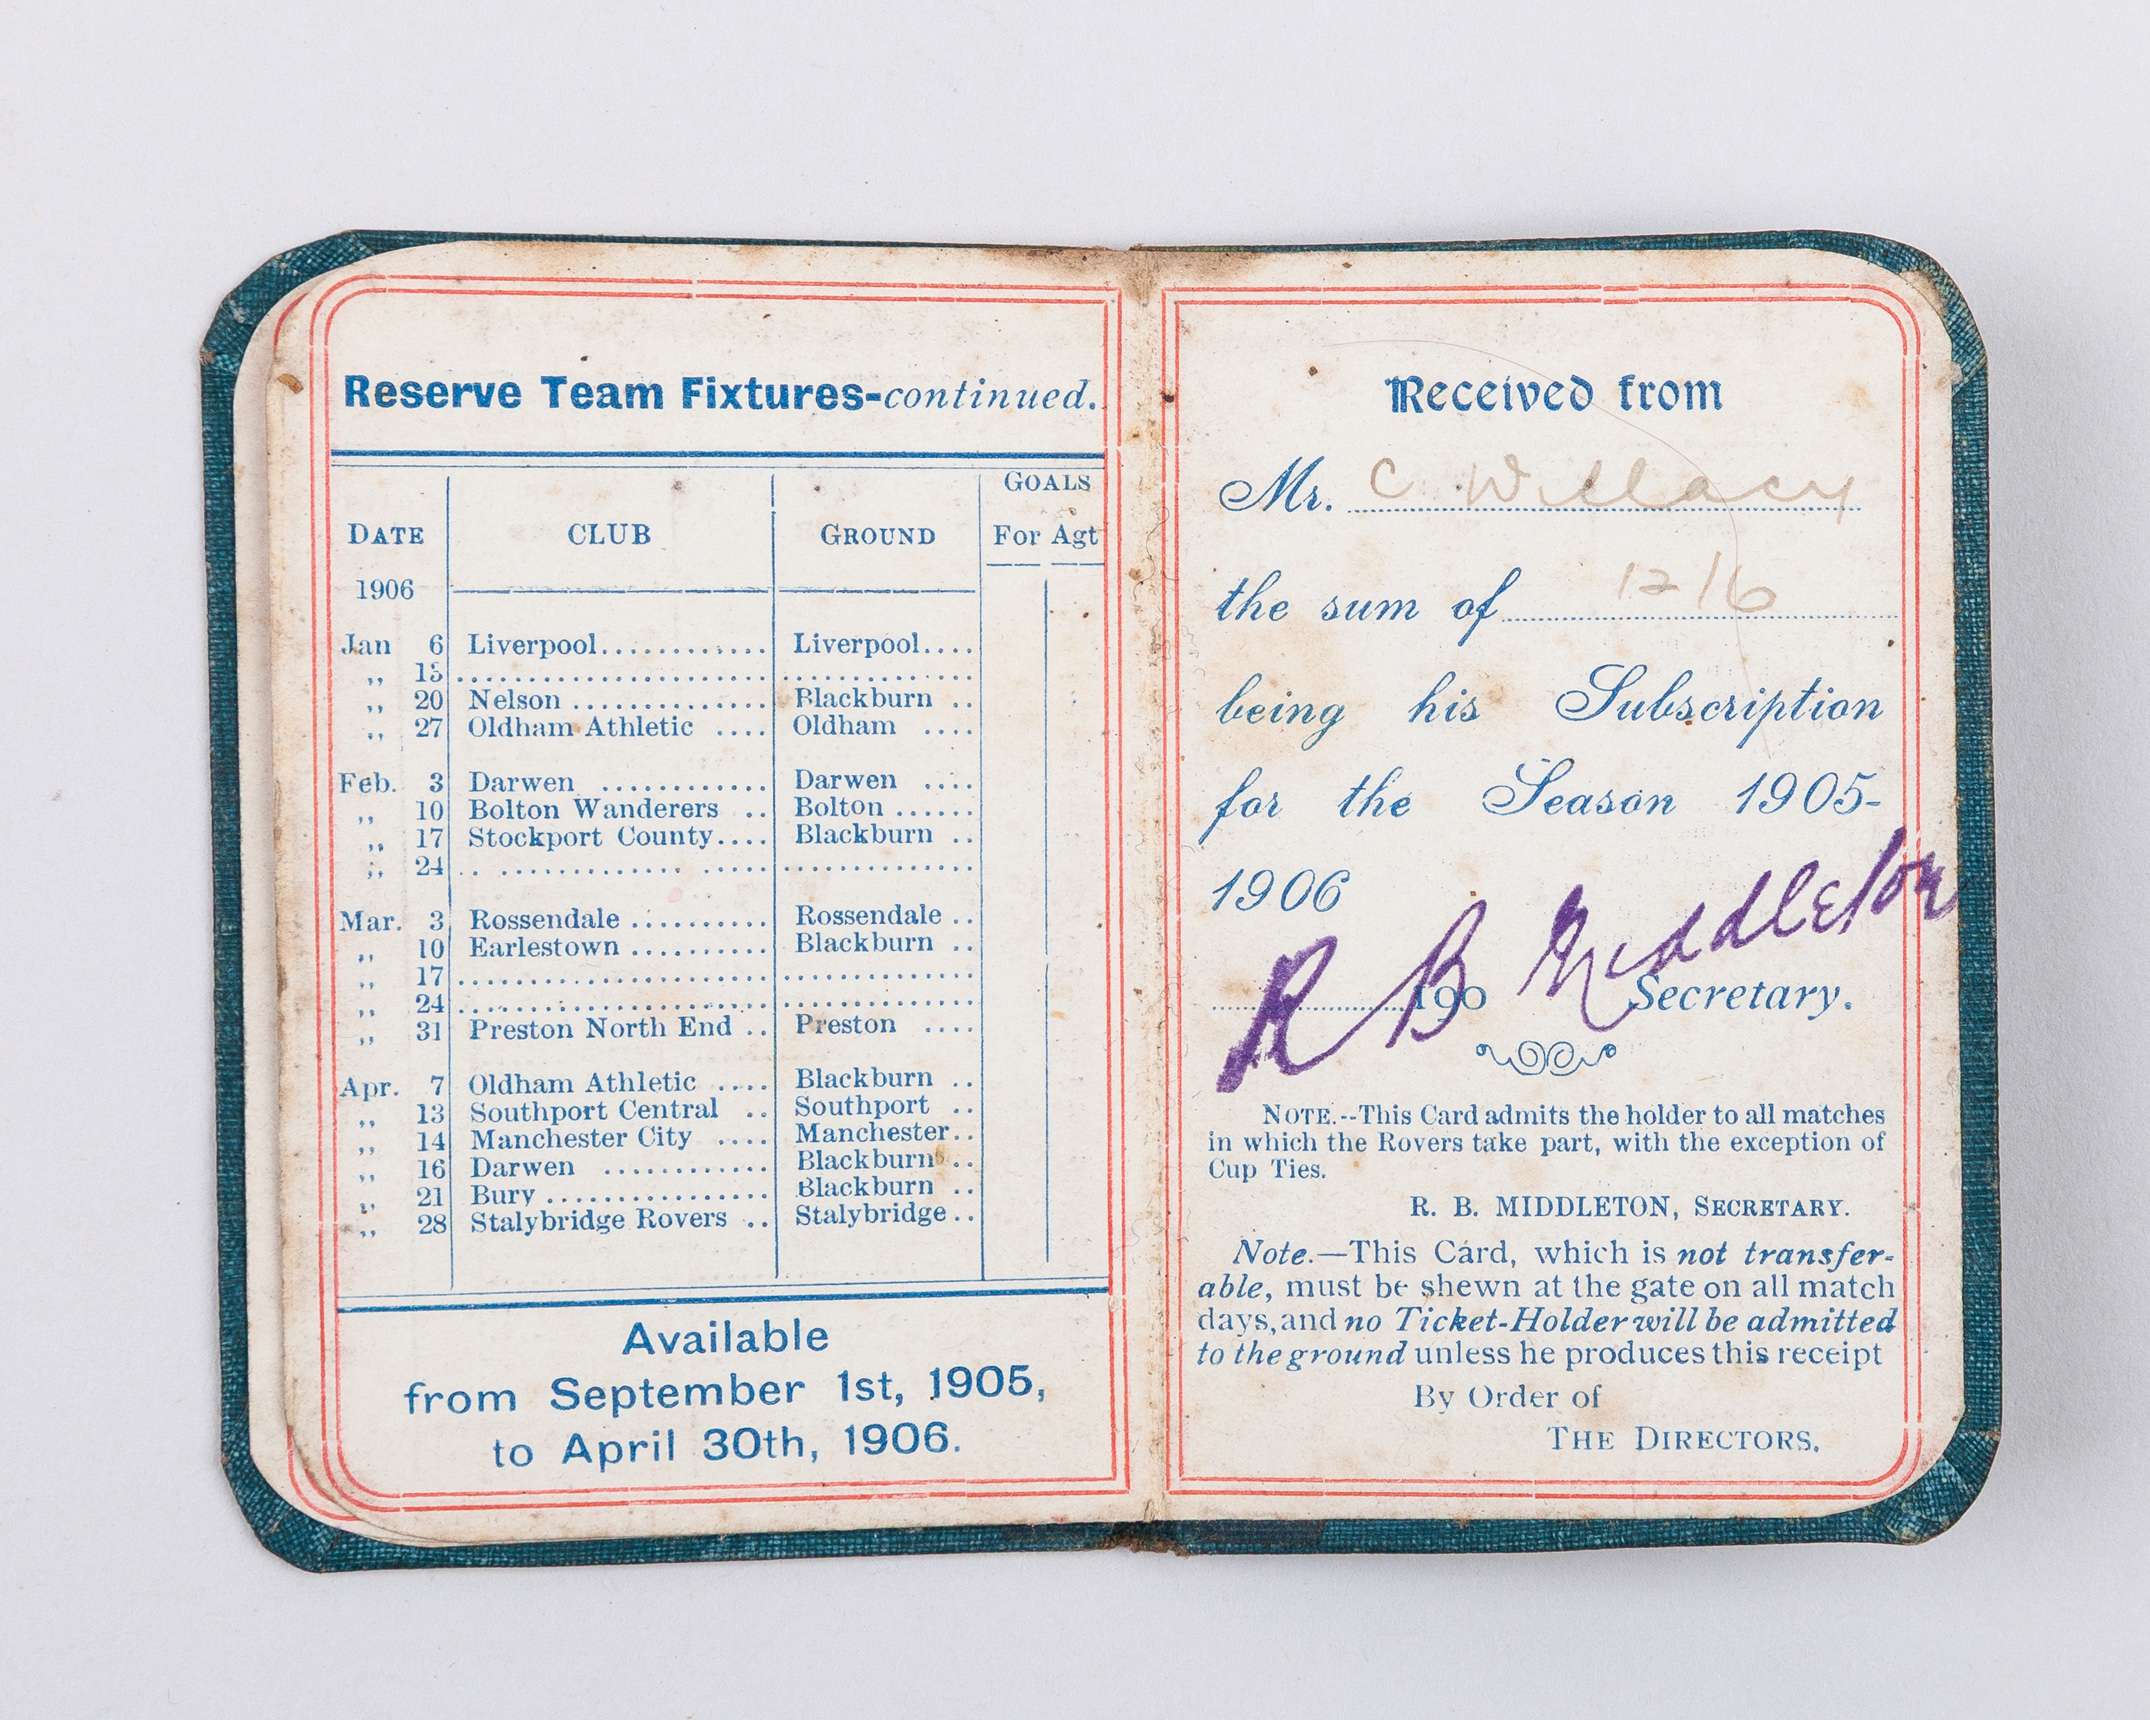 Reserve Team Fixtures-continued.
DATE CLUB GROUND GOALS
For Agt
1906
Jan 6 Liverpool............ Liverpool....
,, 13 ........................ ..............
,, 20 Nelson ............... Blackburn ..
,, 27 Oldham Athletic .... Oldham ....
Feb. 3 Darwen ............ Darwen ....
,, 10 Bolton Wanderers .. Bolton ......
,, 17 Stockport County.... Blackburn ..
,, 24 .. ............. ..... ..............
Mar. 3 Rossendale .......... Rossendale ..
,, 10 Earlestown .......... Blackburn ..
,, 17 ........................ ..............
,, 24 ........................ ..............
,, 31 Preston North End .. Preston ....
Apr. 7 Oldham Athletic .... Blackburn ..
,, 13 Southport Central .. Southport ..
,, 14 Manchester City .... Manchester..
,, 16 Darwen ............ Blackburn ..
,, 21 Bury ................ Blackburn ..
,, 28 Stalybridge Rovers .. Stalybridge..
Available
from September 1st, 1905,
to April 30th, 1906.
Received from
Mr. C Willacy
the sum of 12/6
being his Subscription
for the Season 1905-
1906
R B Middleton
190 Secretary.
NOTE.--This Card admits the holder to all matches
in which the Rovers take part, with the exception of
Cup Ties.
R. B. MIDDLETON, SECRETARY.
Note.—This Card, which is not transfer-
able, must be shewn at the gate on all match
days, and no Ticket-Holder will be admitted
to the ground unless he produces this receipt
By Order of
THE DIRECTORS.